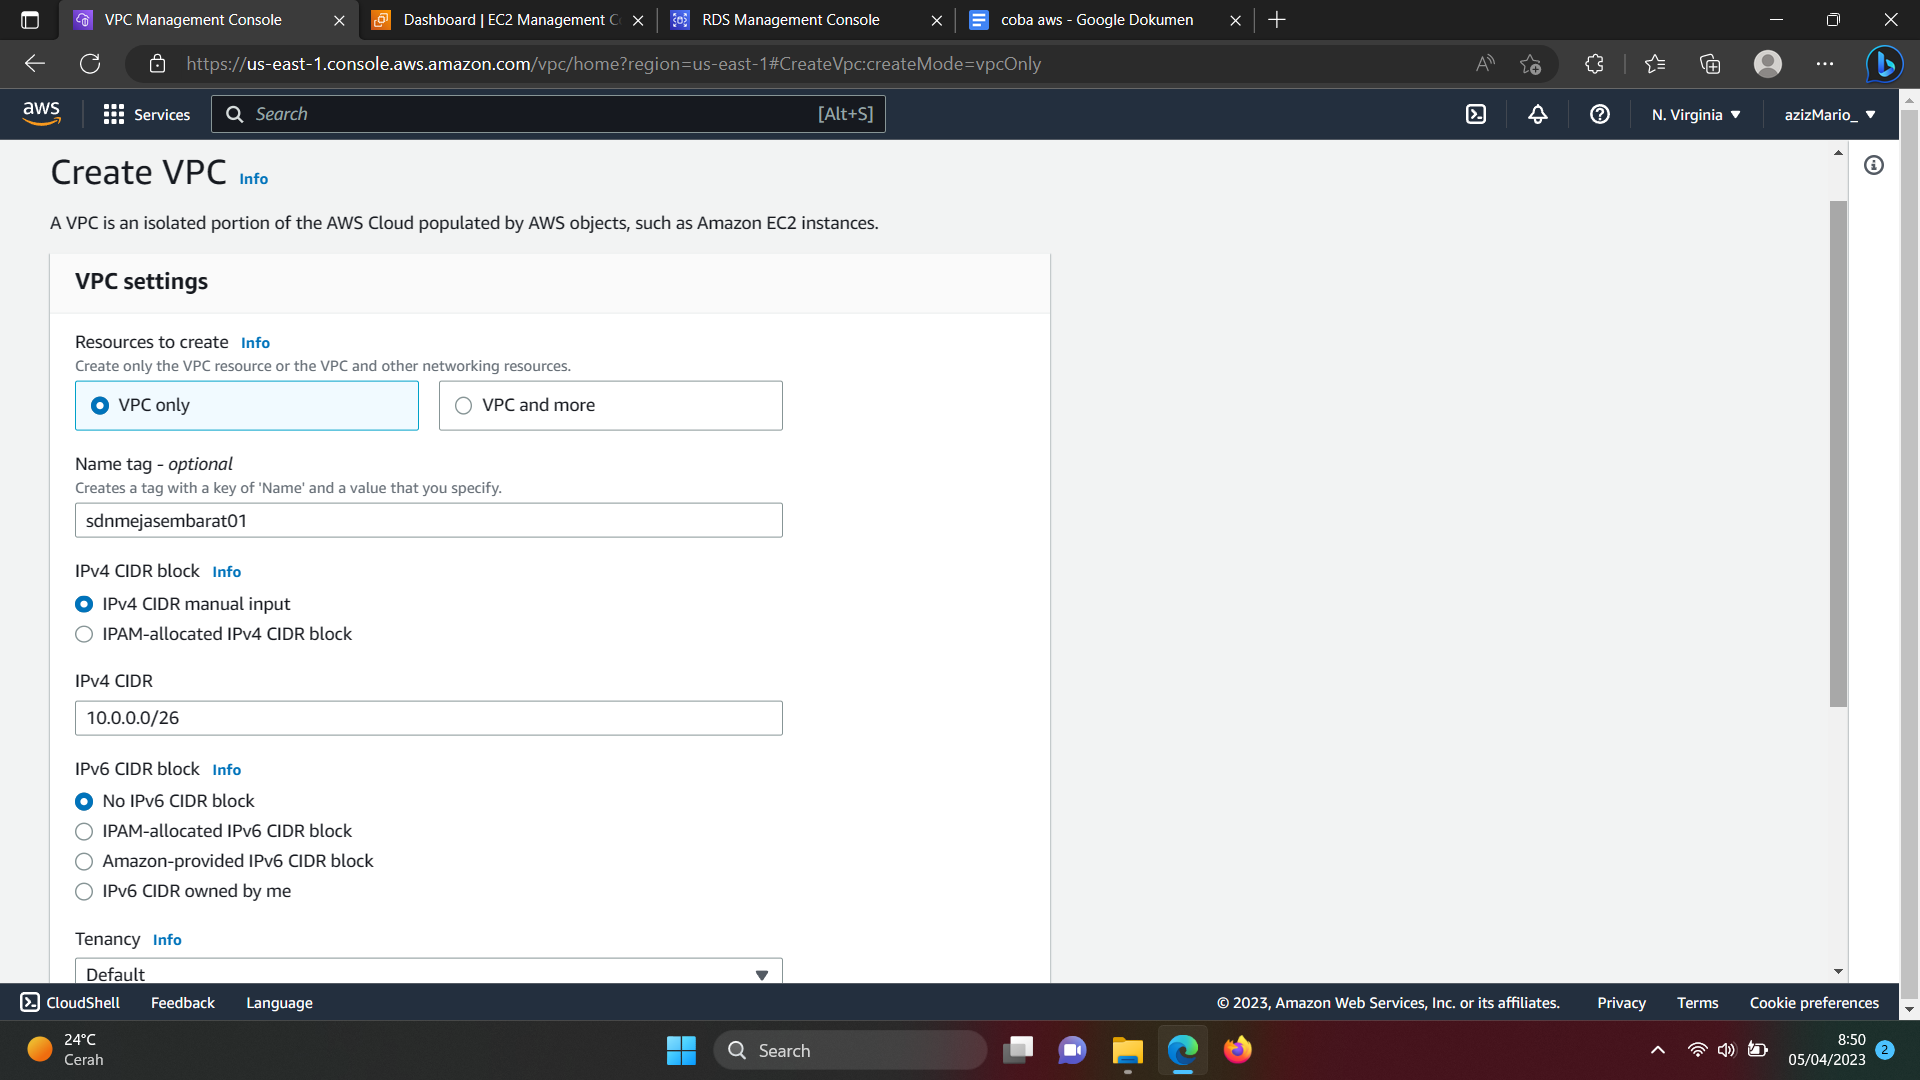 VPC Management Console
Dashboard | EC2 Management C
RDS Management Console
coba aws - Google Dokumen
https://us-east-1.console.aws.amazon.com/vpc/home?region=us-east-1#CreateVpc:createMode=vpcOnly
aws
Services
Search
[Alt+S]
N. Virginia
azizMario_
Create VPC Info
A VPC is an isolated portion of the AWS Cloud populated by AWS objects, such as Amazon EC2 instances.
VPC settings
Resources to create Info
Create only the VPC resource or the VPC and other networking resources.
VPC only
VPC and more
Name tag - optional
Creates a tag with a key of 'Name' and a value that you specify.
sdnmejasembarat01
IPv4 CIDR block Info
IPv4 CIDR manual input
IPAM-allocated IPv4 CIDR block
IPv4 CIDR
10.0.0.0/26
IPv6 CIDR block Info
No IPv6 CIDR block
IPAM-allocated IPv6 CIDR block
Amazon-provided IPv6 CIDR block
IPv6 CIDR owned by me
Tenancy Info
Default
CloudShell
Feedback
Language
© 2023, Amazon Web Services, Inc. or its affiliates.
Privacy
Terms
Cookie preferences
24°C
Cerah
Search
8:50
05/04/2023
2